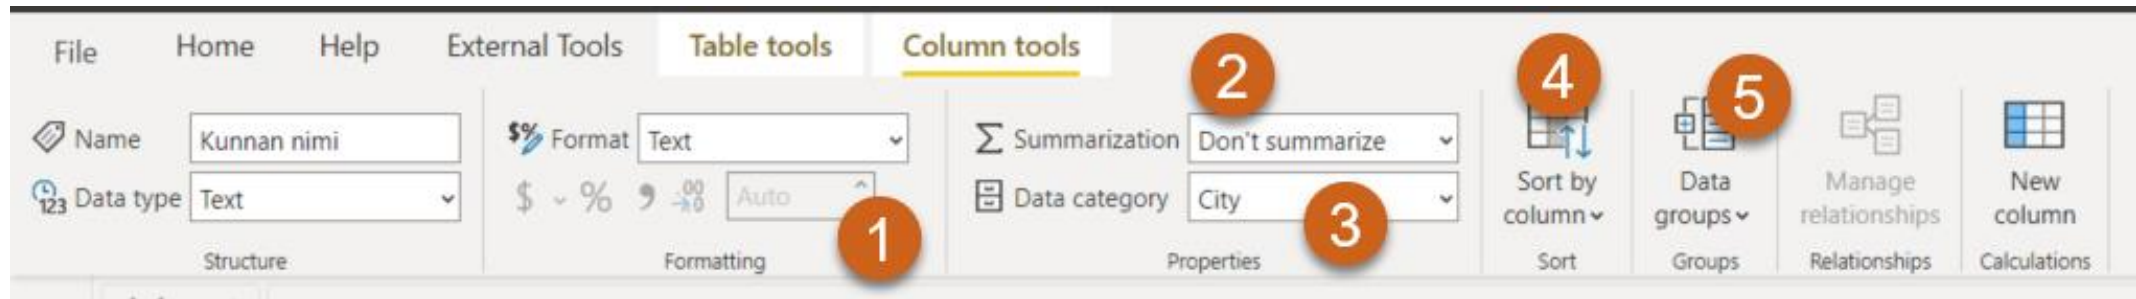 File Home Help External Tools Table tools Column tools
2 4 5
Name Kunnan nimi $% Format Text Summarization Don't summarize
123 Data type Text $ % , .00 Auto Data category City
Sort by column Data groups Manage relationships New column
1 3
Structure Formatting Properties Sort Groups Relationships Calculations